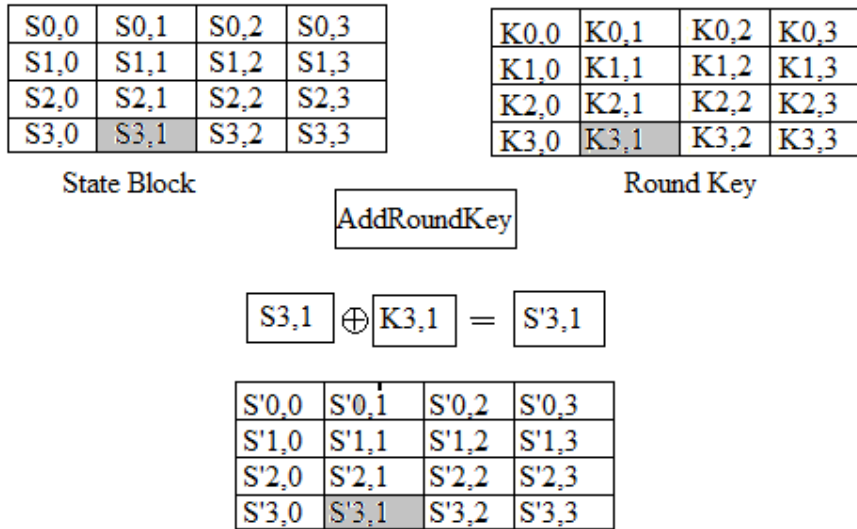 S0,0 S0,1 S0,2 S0,3
S1,0 S1,1 S1,2 S1,3
S2,0 S2,1 S2,2 S2,3
S3,0 S3,1 S3,2 S3,3
State Block
K0,0 K0,1 K0,2 K0,3
K1,0 K1,1 K1,2 K1,3
K2,0 K2,1 K2,2 K2,3
K3,0 K3,1 K3,2 K3,3
Round Key
AddRoundKey
S3,1 ⊕ K3,1 = S'3,1
S'0,0 S'0,1 S'0,2 S'0,3
S'1,0 S'1,1 S'1,2 S'1,3
S'2,0 S'2,1 S'2,2 S'2,3
S'3,0 S'3,1 S'3,2 S'3,3